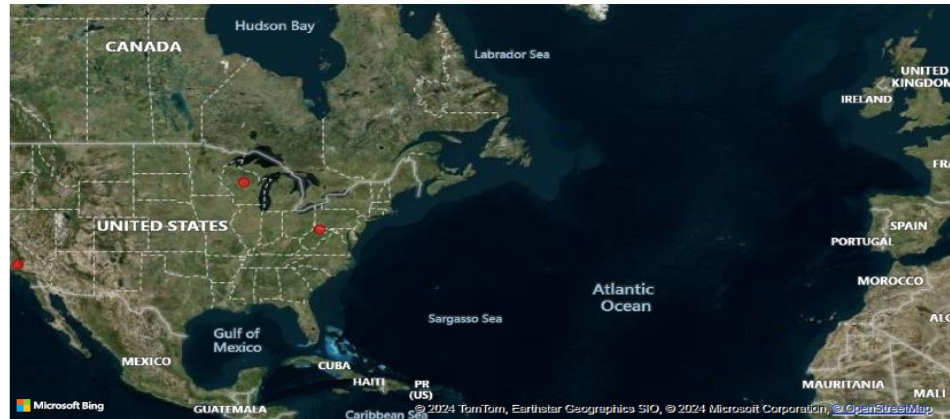 Hudson Bay
CANADA
Labrador Sea
UNITED
KINGDOM
IRELAND
FRA
UNITED STATES
SPAIN
PORTUGAL
MOROCCO
Atlantic
Ocean
ALG
Sargasso Sea
Gulf of
Mexico
MEXICO
CUBA
HAITI
PR
(US)
MAURITANIA
MALI
GUATEMALA
Caribbean Sea
Microsoft Bing
© 2024 TomTom, Earthstar Geographics SIO, © 2024 Microsoft Corporation, © OpenStreetMap